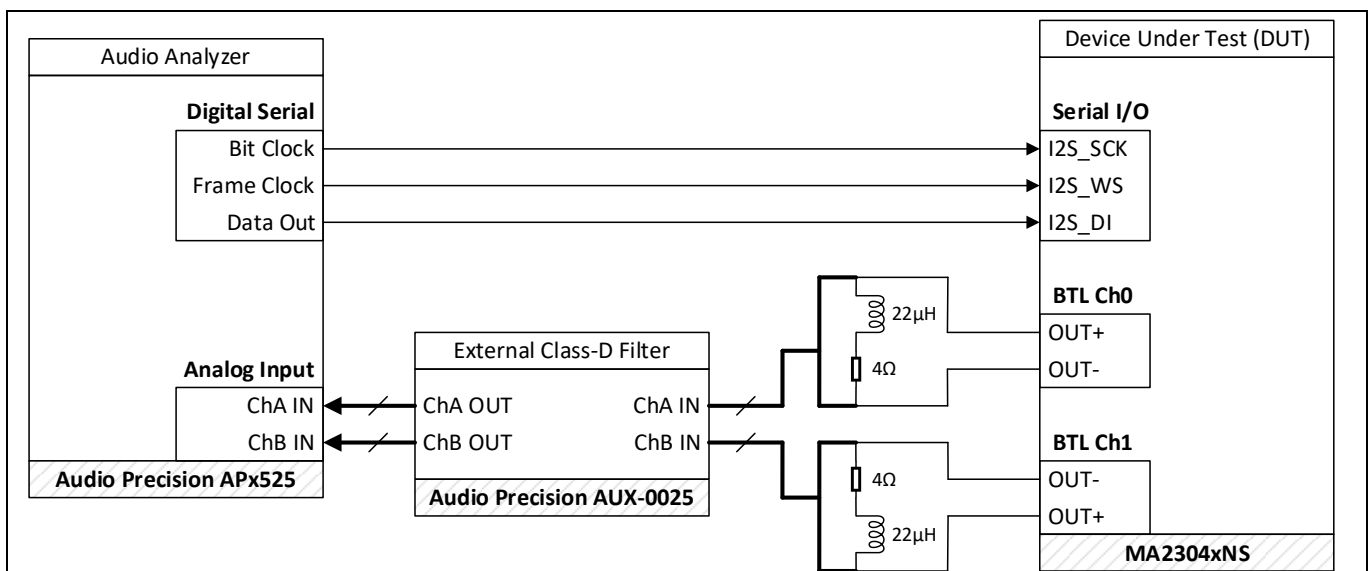 Audio Analyzer
Digital Serial
Bit Clock
Frame Clock
Data Out
Analog Input
ChA IN
ChB IN
Audio Precision APx525
External Class-D Filter
ChA OUT ChA IN
ChB OUT ChB IN
Audio Precision AUX-0025
22µH
4Ω
4Ω
22µH
Device Under Test (DUT)
Serial I/O
I2S_SCK
I2S_WS
I2S_DI
BTL Ch0
OUT+
OUT-
BTL Ch1
OUT-
OUT+
MA2304xNS